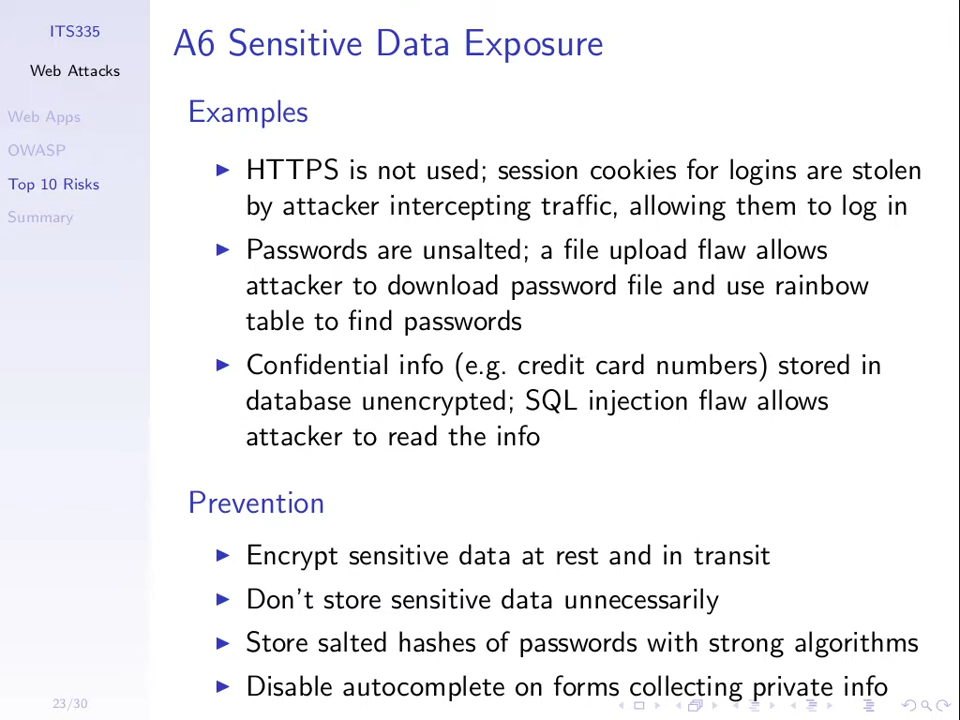 ITS335
Web Attacks
Web Apps
OWASP
Top 10 Risks
Summary
A6 Sensitive Data Exposure
Examples
HTTPS is not used; session cookies for logins are stolen
by attacker intercepting traffic, allowing them to log in
Passwords are unsalted; a file upload flaw allows
attacker to download password file and use rainbow
table to find passwords
Confidential info (e.g. credit card numbers) stored in
database unencrypted; SQL injection flaw allows
attacker to read the info
Prevention
Encrypt sensitive data at rest and in transit
Don't store sensitive data unnecessarily
Store salted hashes of passwords with strong algorithms
Disable autocomplete on forms collecting private info
23/30